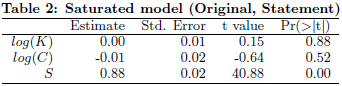 Table 2: Saturated model (Original, Statement)
Estimate Std. Error t value Pr(>|t|)
log(K) 0.00 0.01 0.15 0.88
log(C) -0.01 0.02 -0.64 0.52
S 0.88 0.02 40.88 0.00